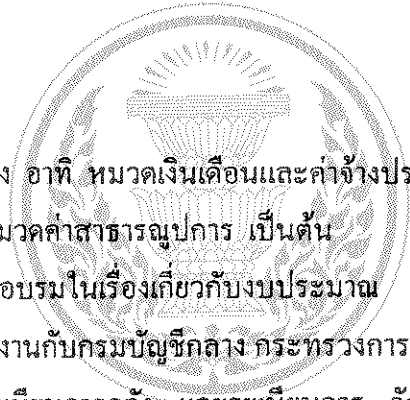 ง อาทิ หมวดเงินเดือนและค่าจ้างประ
มวดค่าสาธารณูปการ เป็นต้น
อบรมในเรื่องเกี่ยวกับงบประมาณ
งานกับกรมบัญชีกลาง กระทรวงการ